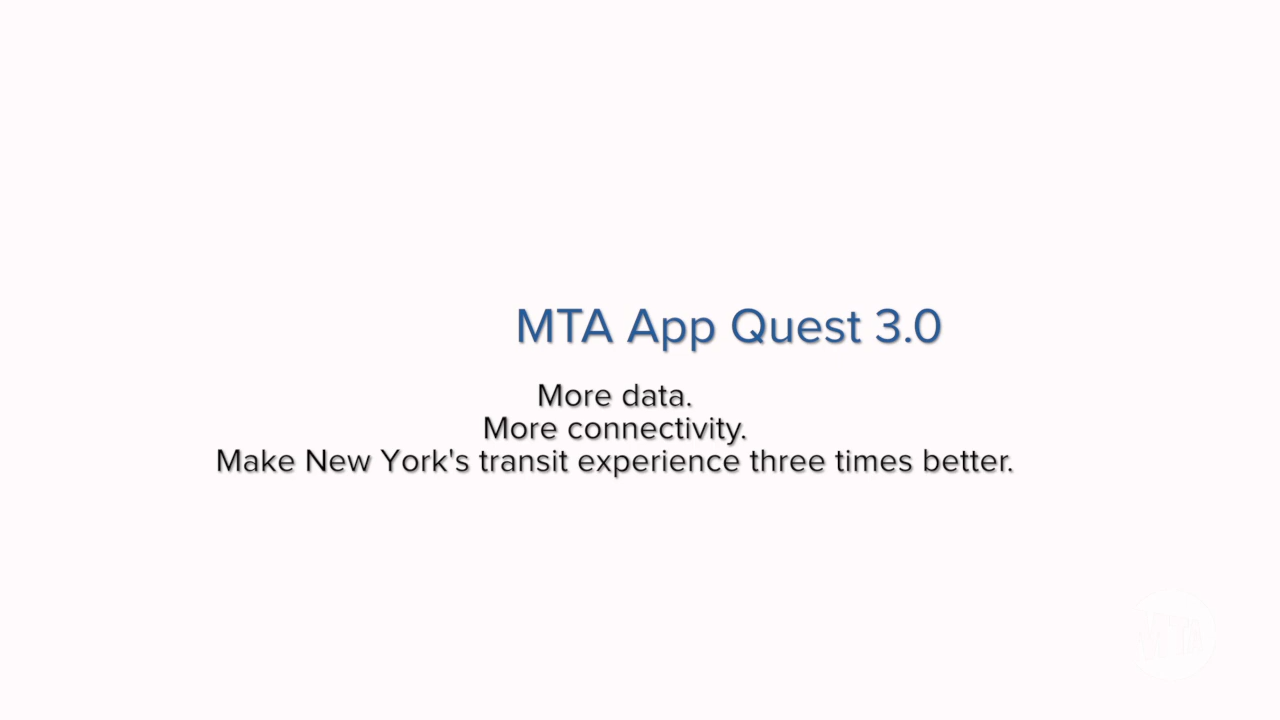 MTA App Quest 3.0
More data.
More connectivity.
Make New York's transit experience three times better.